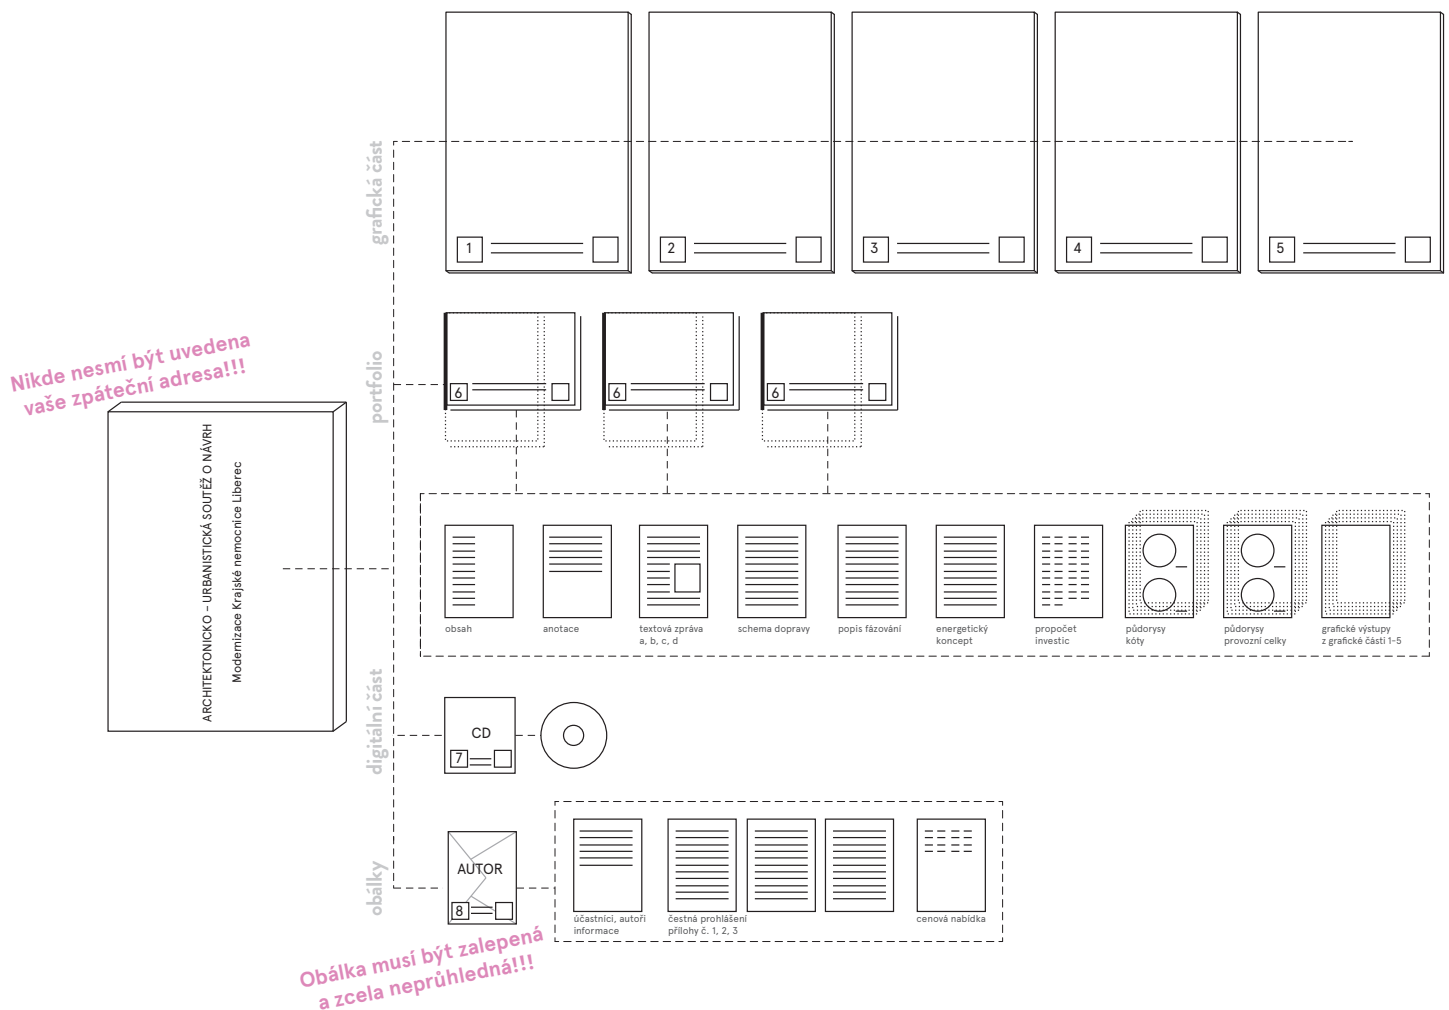 grafická část
1
2
3
4
5
portfolio
6
6
6
Nikde nesmí být uvedena
vaše zpáteční adresa!!!
ARCHITEKTONICKO – URBANISTICKÁ SOUTĚŽ O NÁVRH
Modernizace Krajské nemocnice Liberec
obsah
anotace
textová zpráva
a, b, c, d
schema dopravy
popis fázování
energetický
koncept
propočet
investic
půdorysy
kóty
půdorysy
provozní celky
grafické výstupy
z grafické části 1-5
digitální část
CD
7
obálky
AUTOR
8
účastníci, autoři
informace
čestná prohlášení
přílohy č. 1, 2, 3
cenová nabídka
Obálka musí být zalepená
a zcela neprůhledná!!!